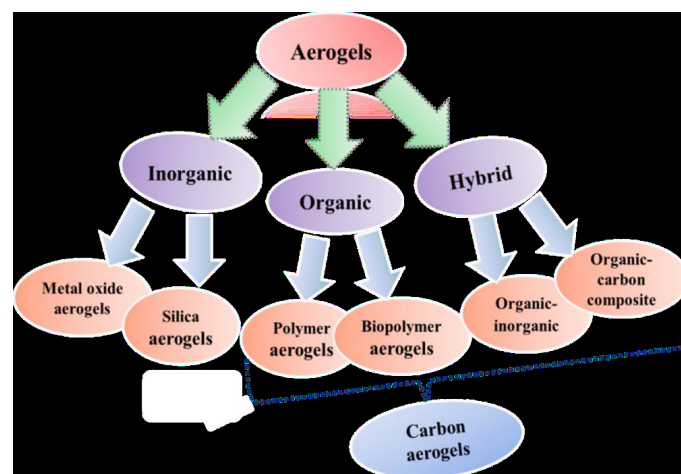 Aerogels
Inorganic
Organic
Hybrid
Metal oxide
aerogels
Silica
aerogels
Polymer
aerogels
Biopolymer
aerogels
Organic-
inorganic
Organic-
carbon
composite
Carbon
aerogels